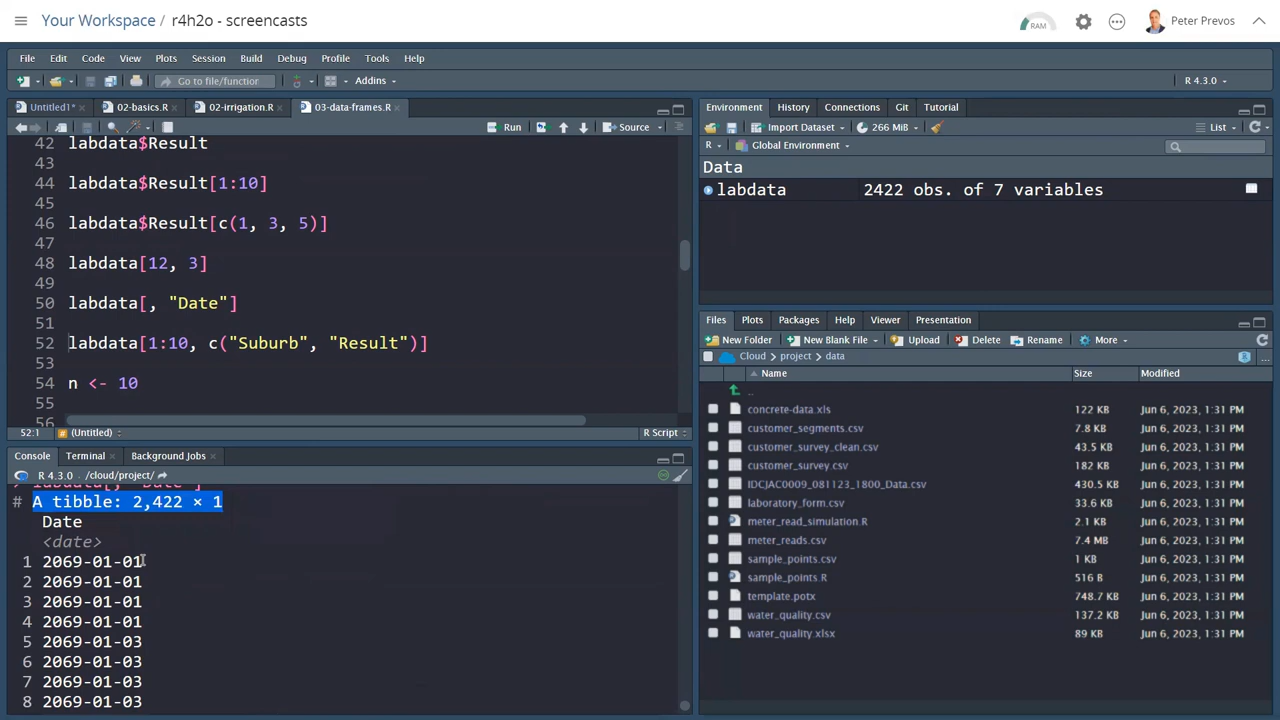 Your Workspace / r4h2o - screencasts
RAM
Peter Prevos
File Edit Code View Plots Session Build Debug Profile Tools Help
Go to file/function
Addins
R 4.3.0
Untitled1* 02-basics.R 02-irrigation.R 03-data-frames.R
Run Source
42 labdata$Result
43
44 labdata$Result[1:10]
45
46 labdata$Result[c(1, 3, 5)]
47
48 labdata[12, 3]
49
50 labdata[, "Date"]
51
52 labdata[1:10, c("Suburb", "Result")]
53
54 n <- 10
55
56
52:1 # (Untitled) R Script
Console Terminal Background Jobs
R 4.3.0 · /cloud/project/
> labdata[, "Date"]
# A tibble: 2,422 × 1
Date
<date>
1 2069-01-01
2 2069-01-01
3 2069-01-01
4 2069-01-01
5 2069-01-03
6 2069-01-03
7 2069-01-03
8 2069-01-03
Environment History Connections Git Tutorial
Import Dataset 266 MiB List
R Global Environment
Data
labdata 2422 obs. of 7 variables
Files Plots Packages Help Viewer Presentation
New Folder New Blank File Upload Delete Rename More
Cloud project data
Name Size Modified
..
concrete-data.xls 122 KB Jun 6, 2023, 1:31 PM
customer_segments.csv 7.8 KB Jun 6, 2023, 1:31 PM
customer_survey_clean.csv 43.5 KB Jun 6, 2023, 1:31 PM
customer_survey.csv 182 KB Jun 6, 2023, 1:31 PM
IDCJAC0009_081123_1800_Data.csv 430.5 KB Jun 6, 2023, 1:31 PM
laboratory_form.csv 33.6 KB Jun 6, 2023, 1:31 PM
meter_read_simulation.R 2.1 KB Jun 6, 2023, 1:31 PM
meter_reads.csv 7.4 MB Jun 6, 2023, 1:31 PM
sample_points.csv 1 KB Jun 6, 2023, 1:31 PM
sample_points.R 516 B Jun 6, 2023, 1:31 PM
template.potx 748.7 KB Jun 6, 2023, 1:31 PM
water_quality.csv 137.2 KB Jun 6, 2023, 1:31 PM
water_quality.xlsx 89 KB Jun 6, 2023, 1:31 PM